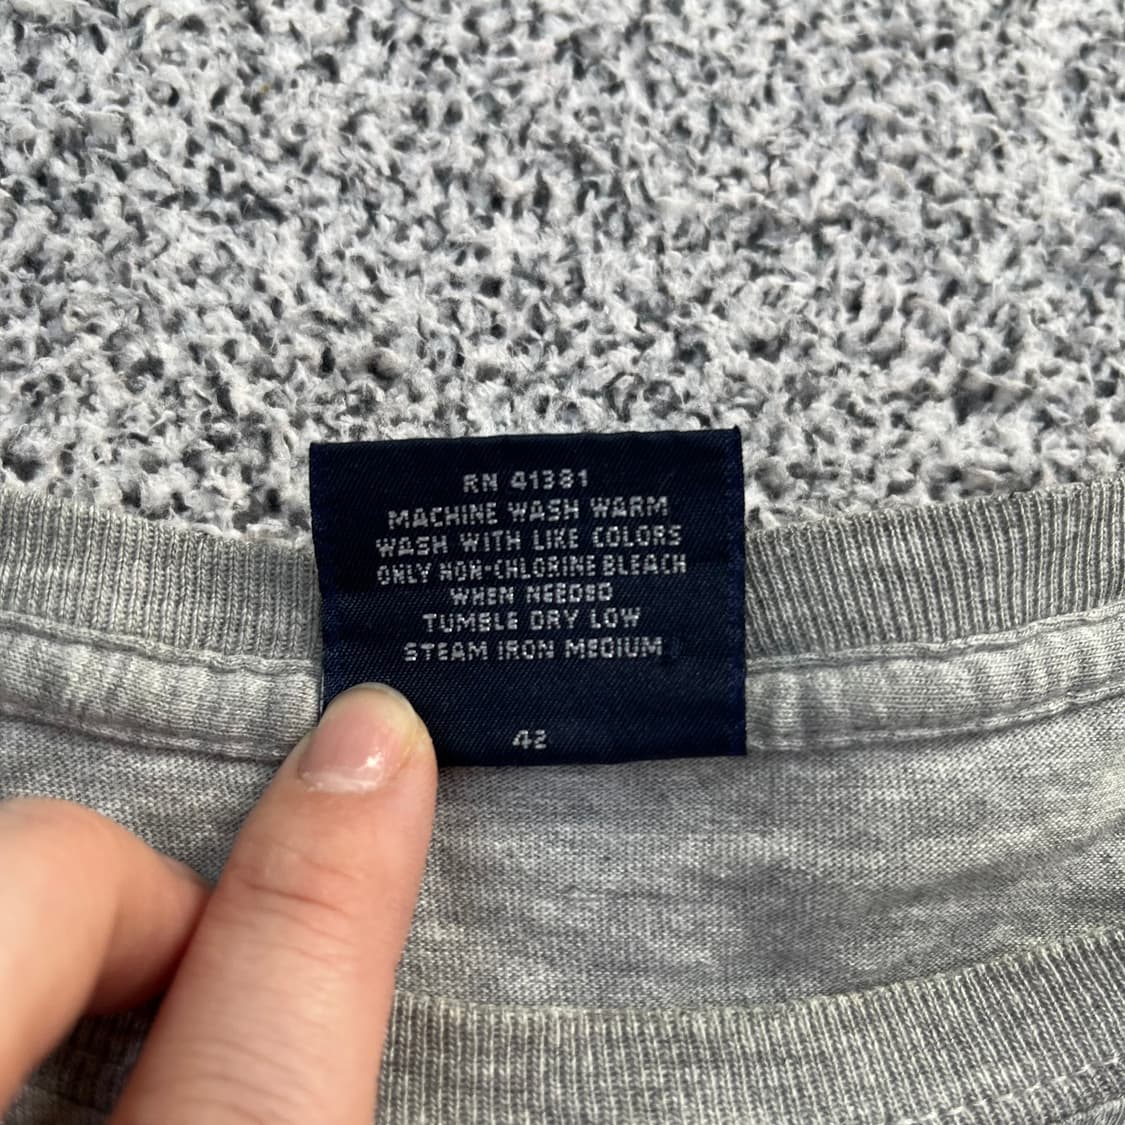 RN 41381
MACHINE WASH WARM
WASH WITH LIKE COLORS
ONLY NON-CHLORINE BLEACH
WHEN NEEDED
TUMBLE DRY LOW
STEAM IRON MEDIUM
42